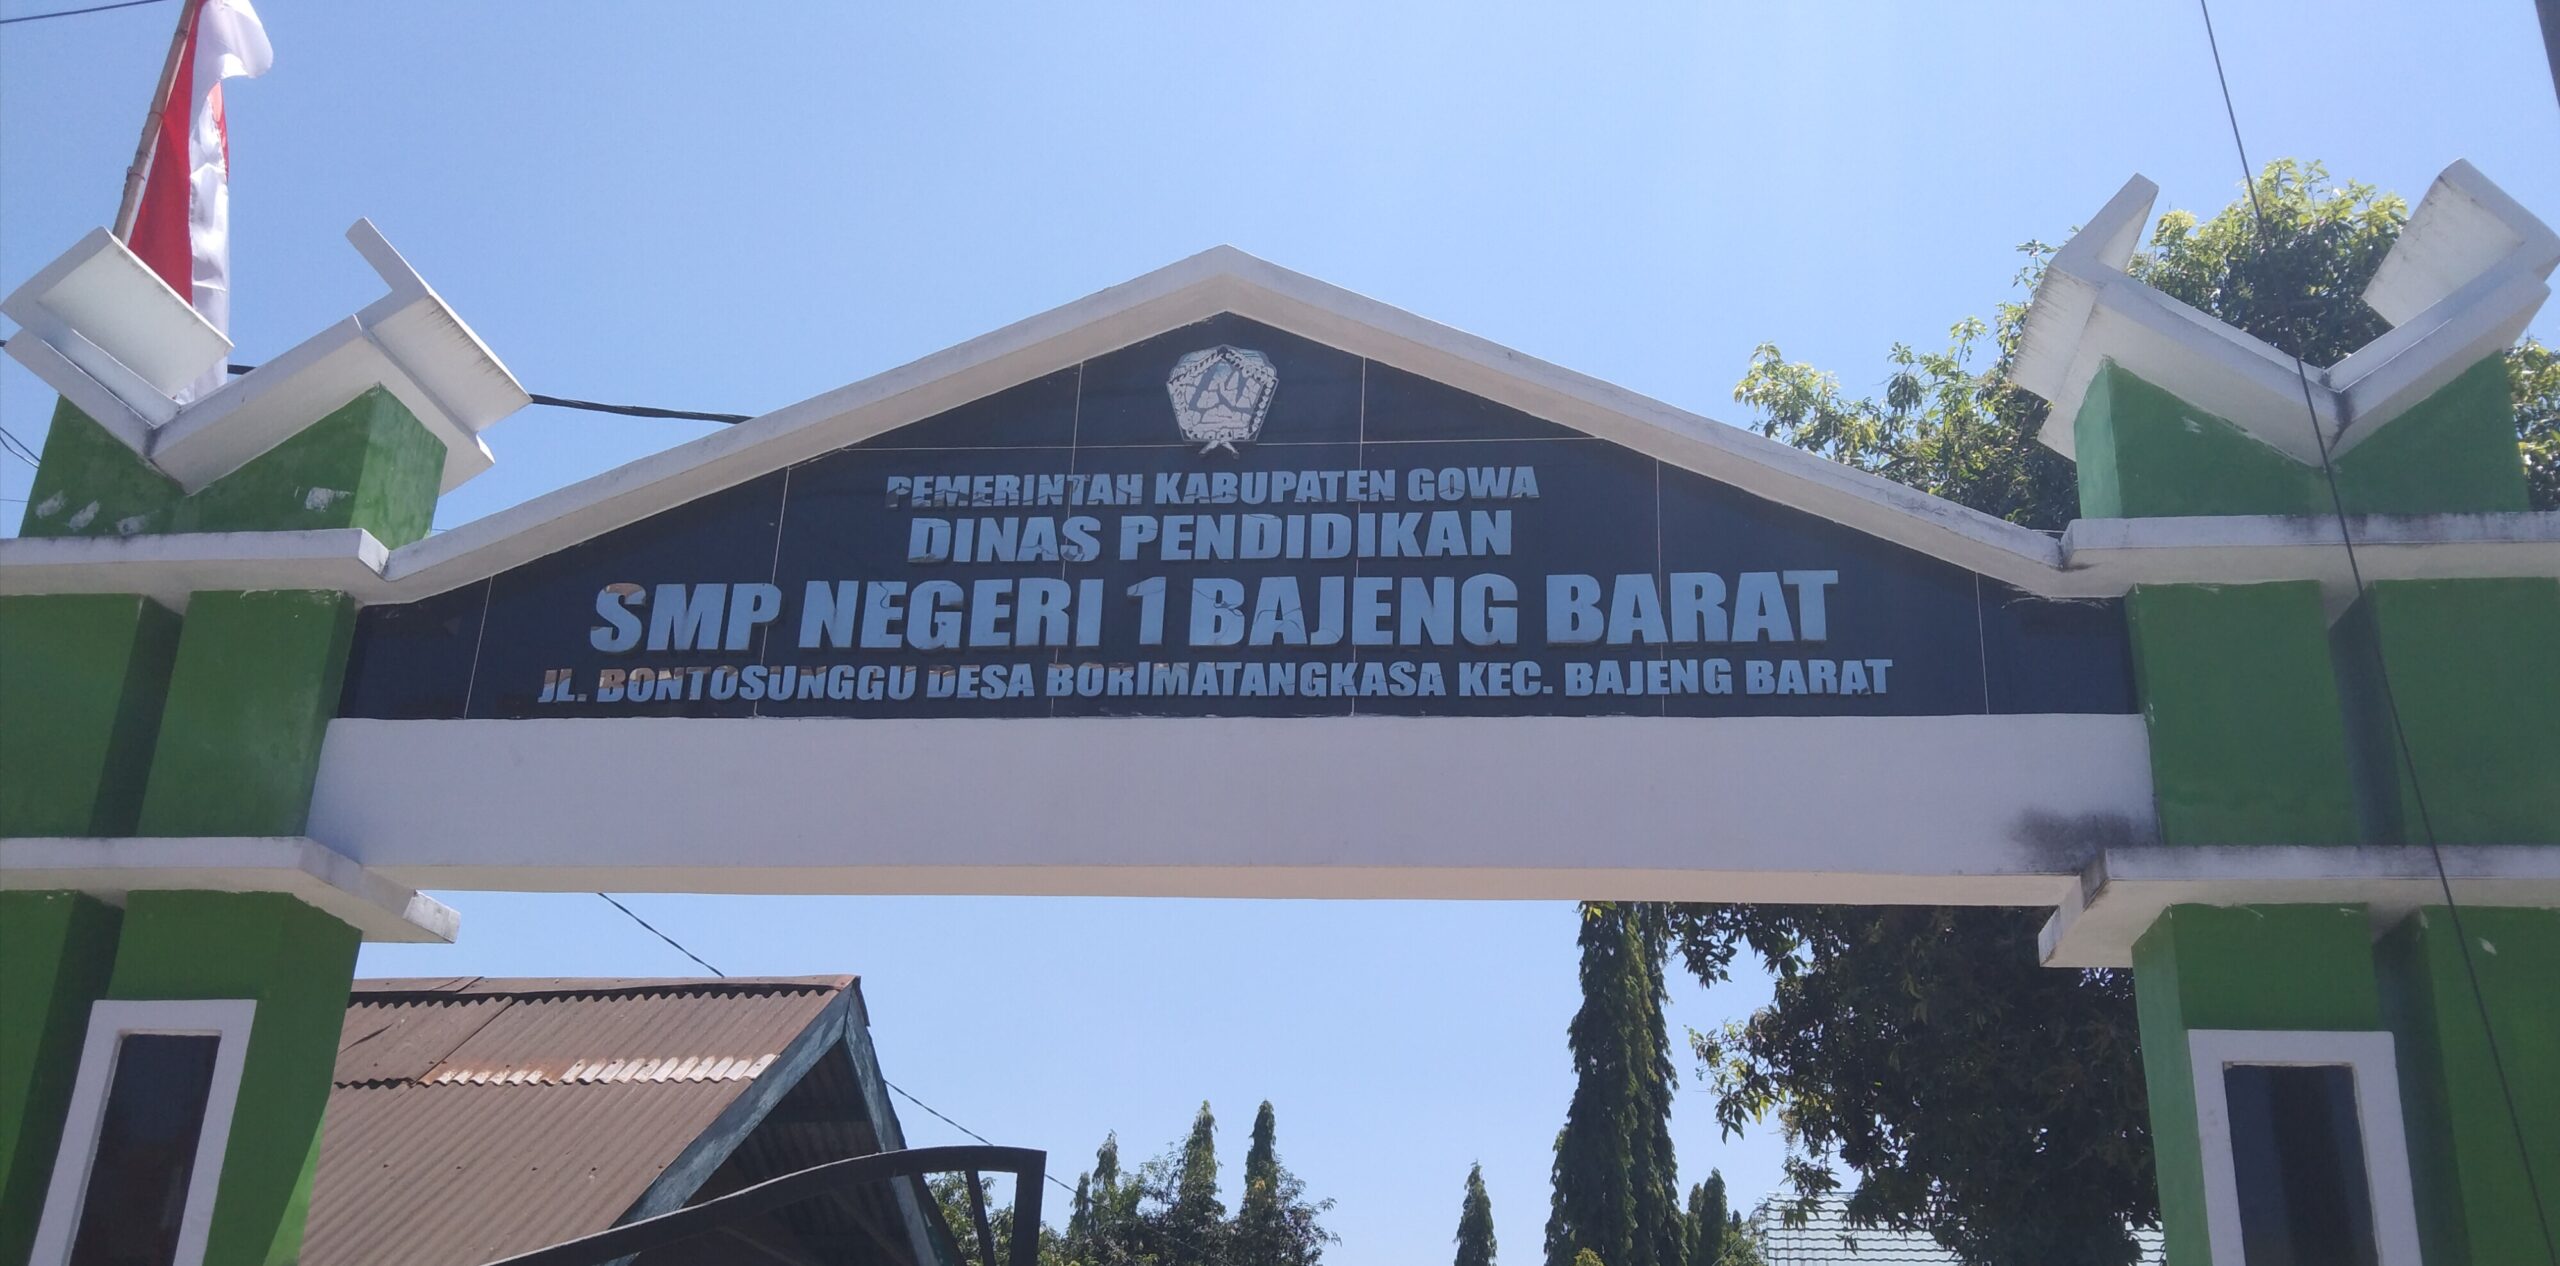 PEMERINTAH KABUPATEN GOWA
DINAS PENDIDIKAN
SMP NEGERI 1 BAJENG BARAT
JL. BONTOSUNGGU DESA BORIMATANGKASA KEC. BAJENG BARAT